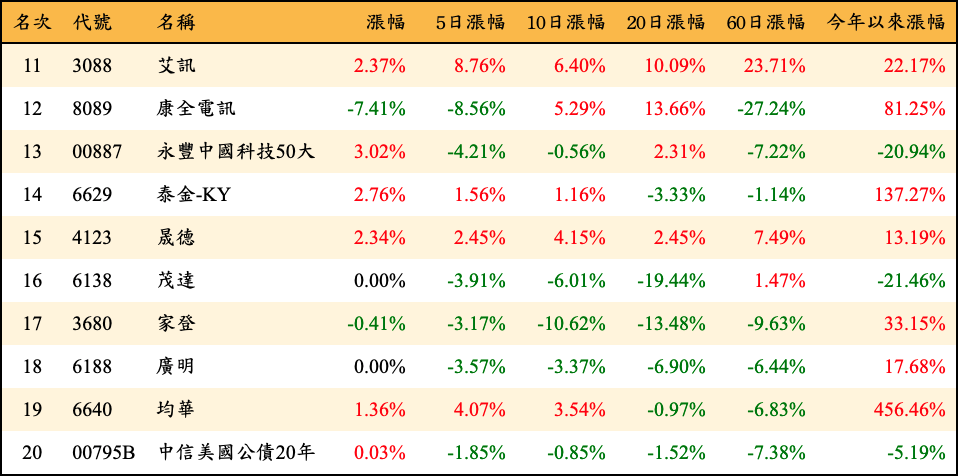 名次 代號 名稱 漲幅 5日漲幅 10日漲幅 20日漲幅 60日漲幅 今年以來漲幅
11 3088 艾訊 2.37% 8.76% 6.40% 10.09% 23.71% 22.17%
12 8089 康全電訊 -7.41% -8.56% 5.29% 13.66% -27.24% 81.25%
13 00887 永豐中國科技50大 3.02% -4.21% -0.56% 2.31% -7.22% -20.94%
14 6629 泰金-KY 2.76% 1.56% 1.16% -3.33% -1.14% 137.27%
15 4123 晟德 2.34% 2.45% 4.15% 2.45% 7.49% 13.19%
16 6138 茂達 0.00% -3.91% -6.01% -19.44% 1.47% -21.46%
17 3680 家登 -0.41% -3.17% -10.62% -13.48% -9.63% 33.15%
18 6188 廣明 0.00% -3.57% -3.37% -6.90% -6.44% 17.68%
19 6640 均華 1.36% 4.07% 3.54% -0.97% -6.83% 456.46%
20 00795B 中信美國公債20年 0.03% -1.85% -0.85% -1.52% -7.38% -5.19%